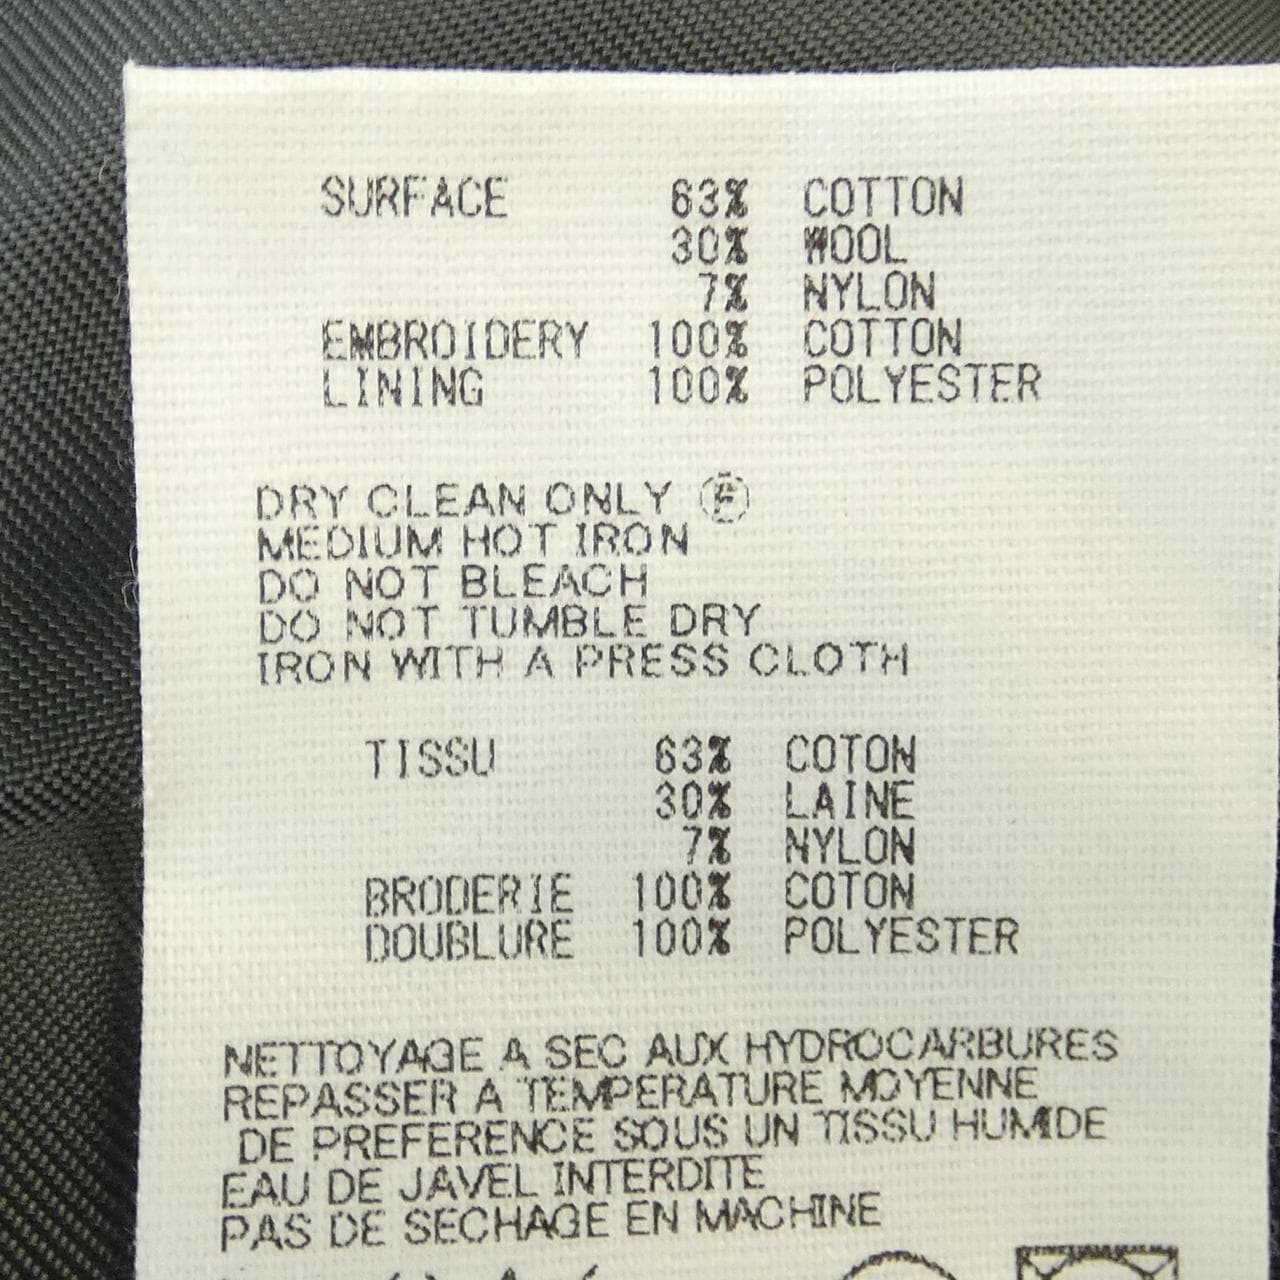 SURFACE 63% COTTON
30% WOOL
7% NYLON
EMBROIDERY 100% COTTON
LINING 100% POLYESTER
DRY CLEAN ONLY Ⓕ
MEDIUM HOT IRON
DO NOT BLEACH
DO NOT TUMBLE DRY
IRON WITH A PRESS CLOTH
TISSU 63% COTON
30% LAINE
7% NYLON
BRODERIE 100% COTON
DOUBLURE 100% POLYESTER
NETTOYAGE A SEC AUX HYDROCARBURES
REPASSER A TEMPERATURE MOYENNE
DE PREFERENCE SOUS UN TISSU HUMIDE
EAU DE JAVEL INTERDITE
PAS DE SECHAGE EN MACHINE